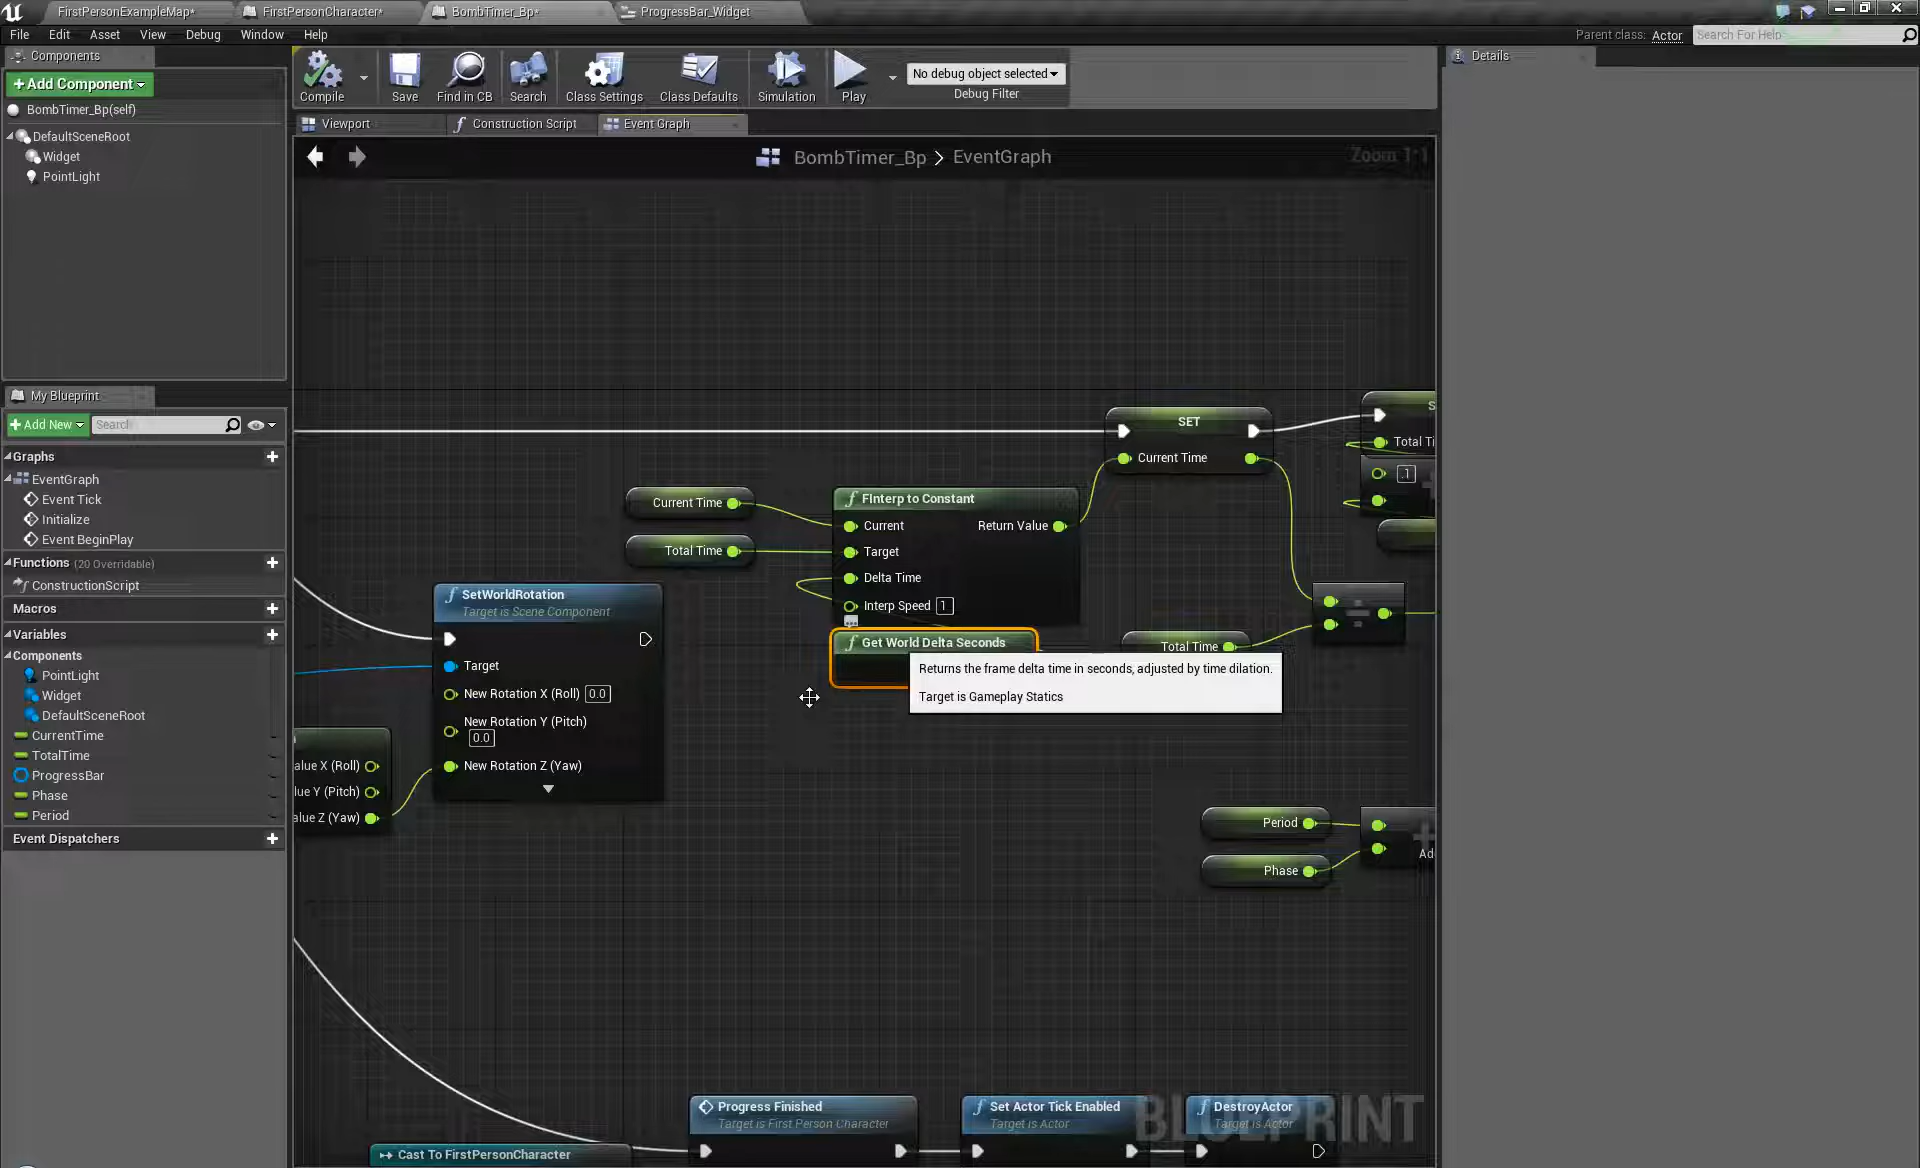 FirstPersonExampleMap*
FirstPersonCharacter*
BombTimer_Bp*
ProgressBar_Widget
File
Edit
Asset
View
Debug
Window
Help
Parent class: Actor
Search For Help
Components
+Add Component
BombTimer_Bp(self)
DefaultSceneRoot
Widget
PointLight
Compile
Save
Find in CB
Search
Class Settings
Class Defaults
Simulation
Play
No debug object selected
Debug Filter
Details
Viewport
Construction Script
Event Graph
BombTimer_Bp > EventGraph
Zoom 1:1
My Blueprint
+Add New
Search
Graphs
EventGraph
Event Tick
Initialize
Event BeginPlay
Functions (20 Overridable)
ConstructionScript
Macros
Variables
Components
PointLight
Widget
DefaultSceneRoot
CurrentTime
TotalTime
ProgressBar
Phase
Period
Event Dispatchers
SET
Current Time
S
Total Ti
.1
Current Time
Total Time
FInterp to Constant
Current
Return Value
Target
Delta Time
Interp Speed 1
Get World Delta Seconds
Returns the frame delta time in seconds, adjusted by time dilation.
Target is Gameplay Statics
Total Time
SetWorldRotation
Target is Scene Component
Target
New Rotation X (Roll) 0.0
New Rotation Y (Pitch)
0.0
New Rotation Z (Yaw)
alue X (Roll)
lue Y (Pitch)
alue Z (Yaw)
Period
Phase
Ad
Progress Finished
Target is First Person Character
Set Actor Tick Enabled
Target is Actor
DestroyActor
Target is Actor
BLUEPRINT
Cast To FirstPersonCharacter